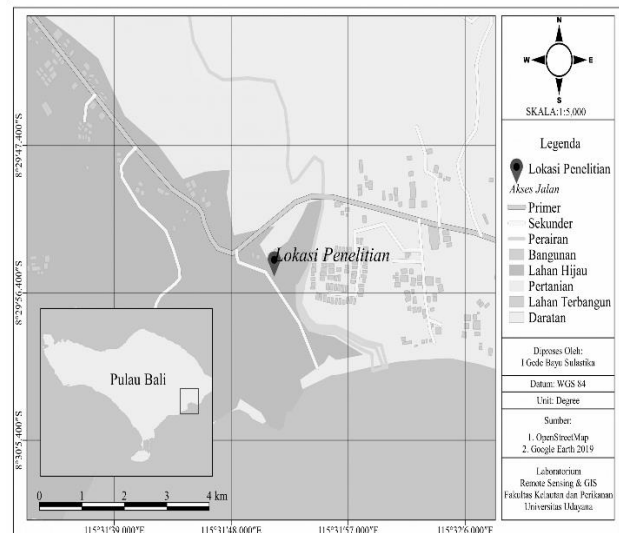 N
W
E
S
SKALA:1:5,000
Legenda
Lokasi Penelitian
Akses Jalan
Primer
Sekunder
Perairan
Bangunan
Lahan Hijau
Pertanian
Lahan Terbangun
Daratan
Diproses Oleh:
I Gede Bayu Sulastika
Datum: WGS 84
Unit: Degree
Sumber:
1. OpenStreetMap
2. Google Earth 2019
Laboratorium
Remote Sensing & GIS
Fakultas Kelautan dan Perikanan
Universitas Udayana
8°29'47.400"S
8°29'56.400"S
8°30'5.400"S
Lokasi Penelitian
Pulau Bali
0 1 2 3 4 km
115°31'39.000"E 115°31'48.000"E 115°31'57.000"E 115°32'6.000"E